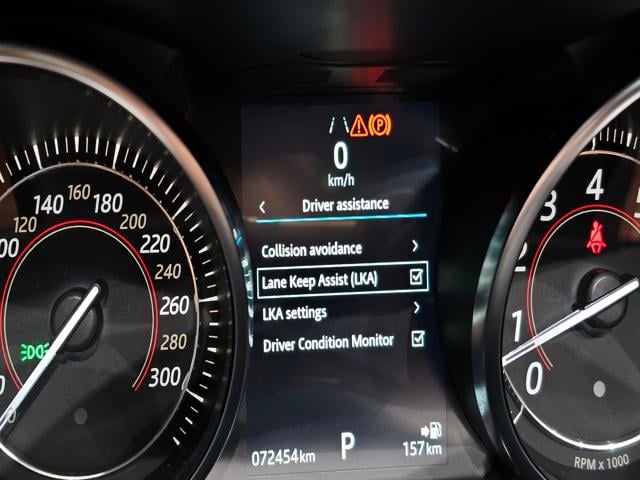 0
km/h
Driver assistance
Collision avoidance
Lane Keep Assist (LKA)
LKA settings
Driver Condition Monitor
072454km
P
157 km
140
160
180
200
220
240
260
280
300
0
1
2
3
4
RPM x 1000